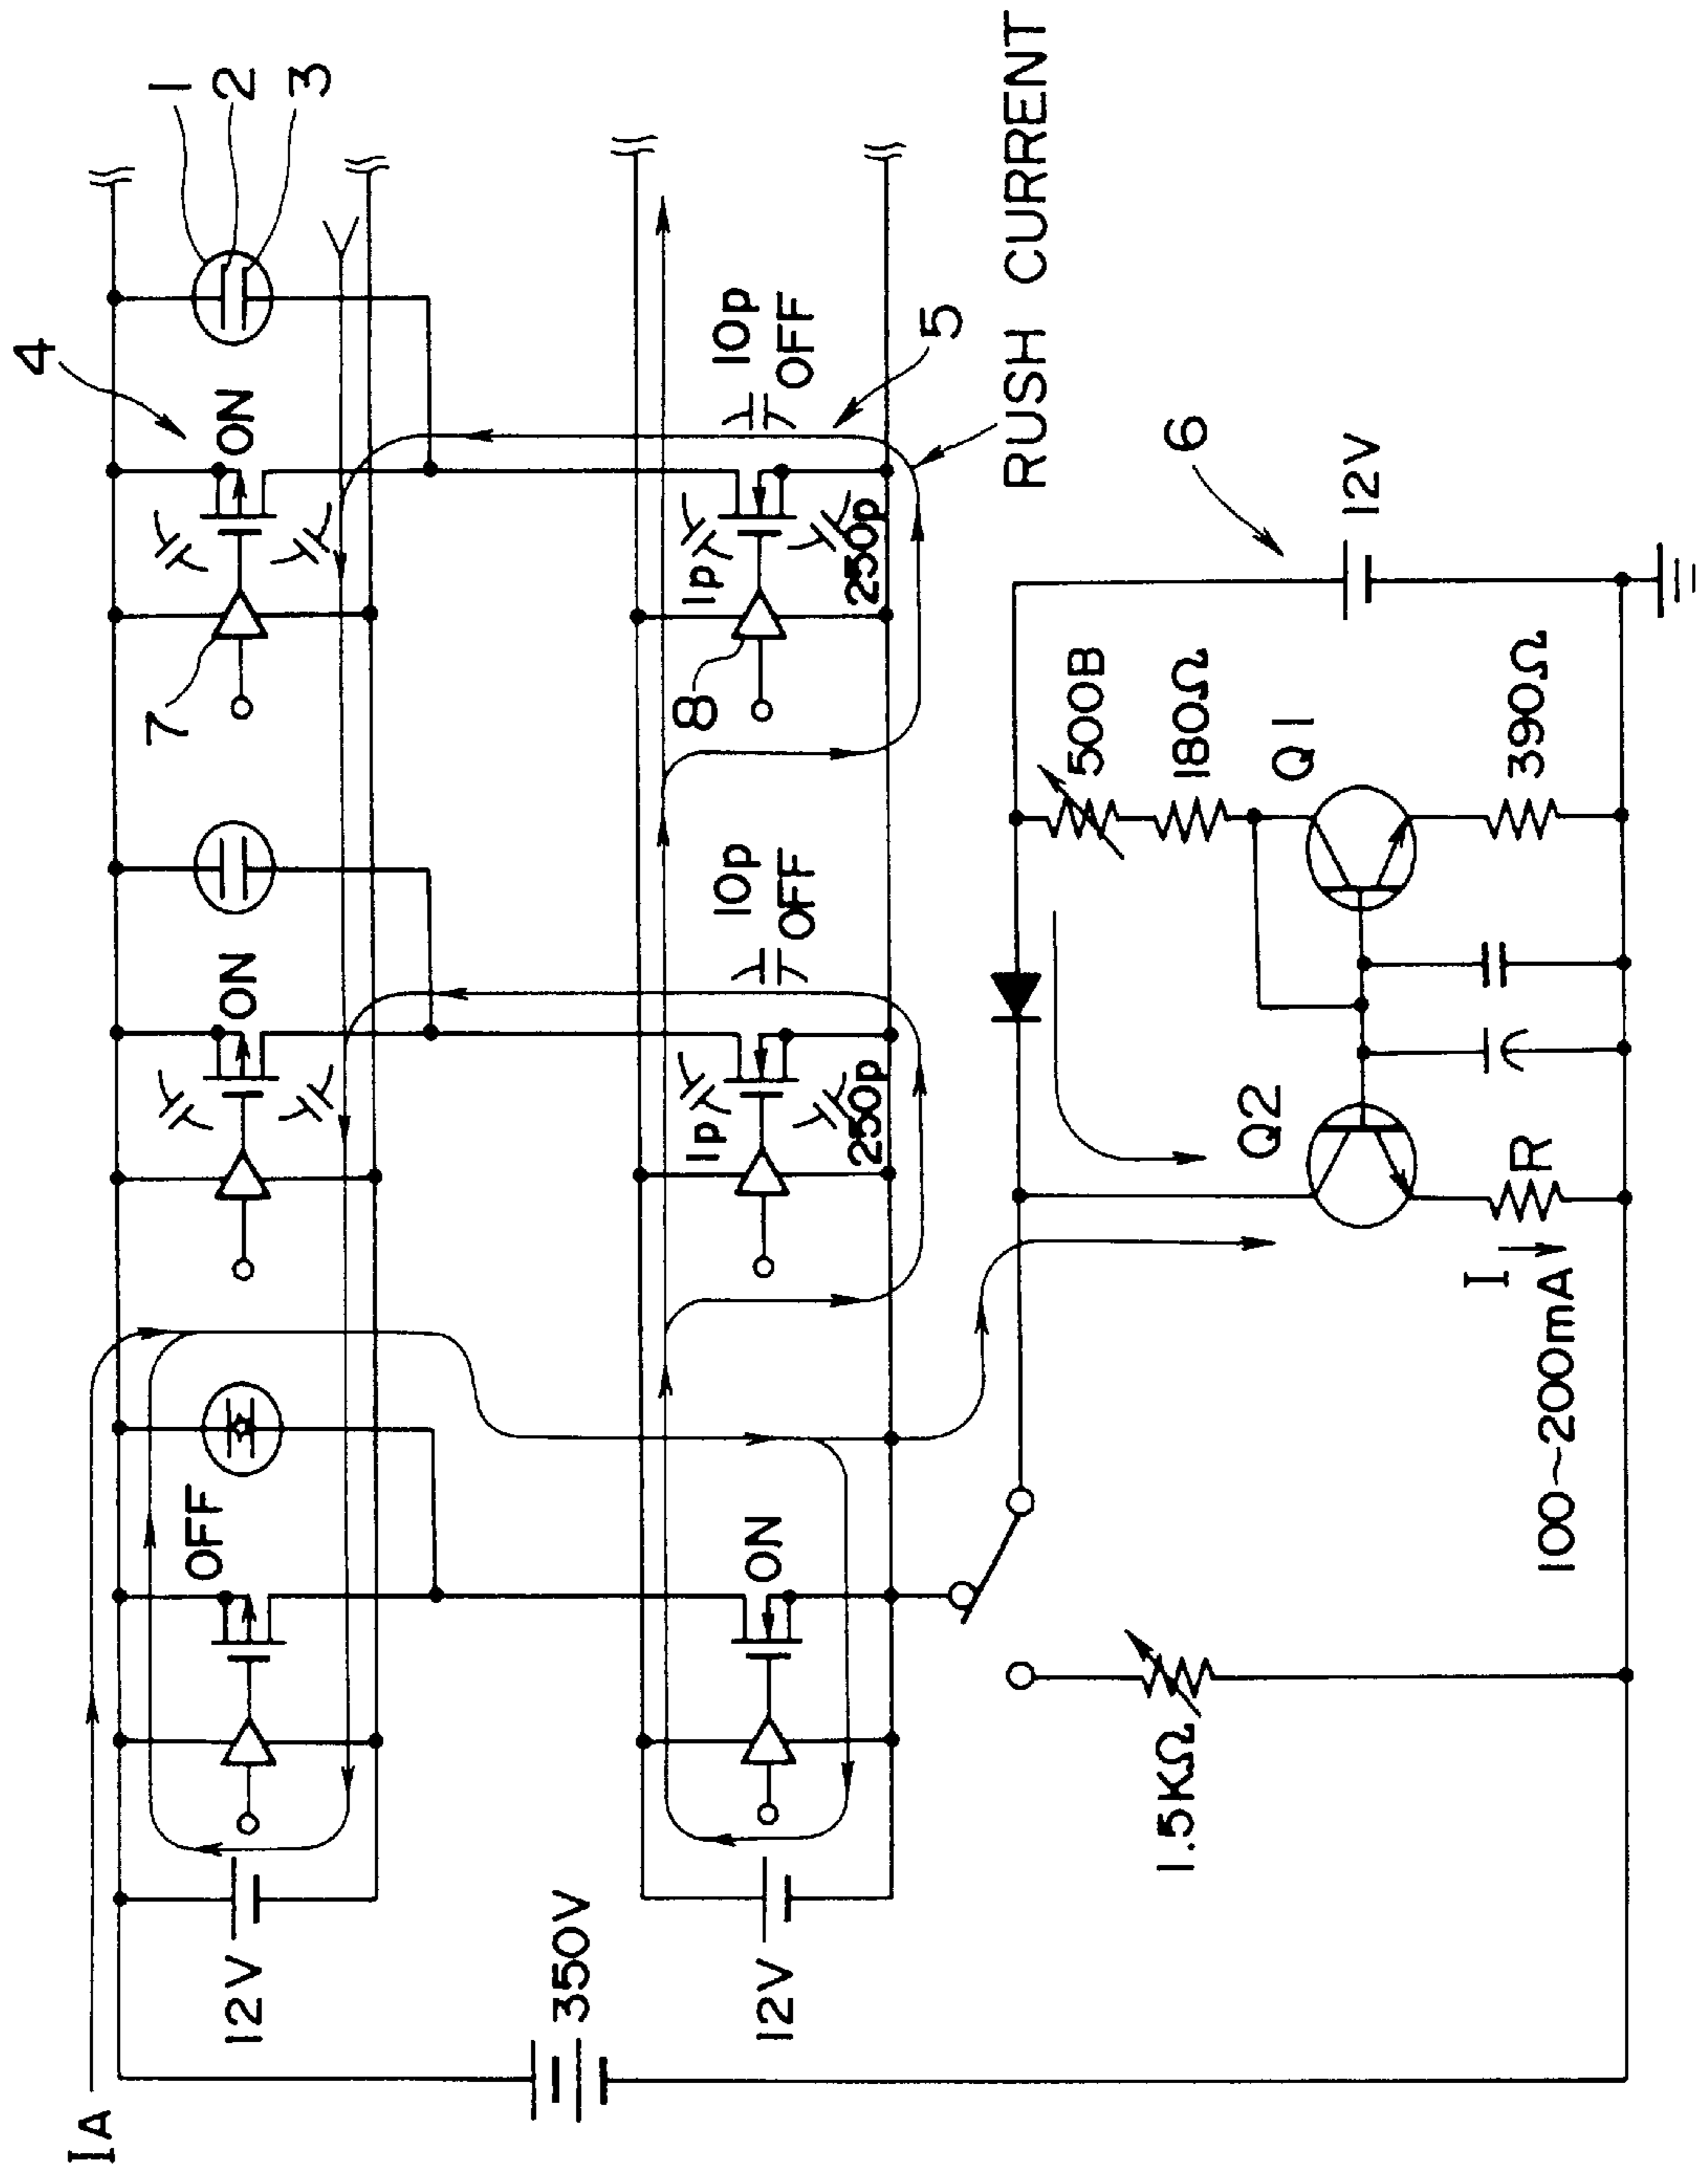 1
2
3
4
ON
ON
OFF
7
12V
IA
350V
10p
OFF
5
RUSH CURRENT
1p
250p
8
10p
OFF
1p
250p
ON
12V
6
12V
500B
180Ω
Q1
390Ω
Q2
R
I
100~200mA
1.5KΩ